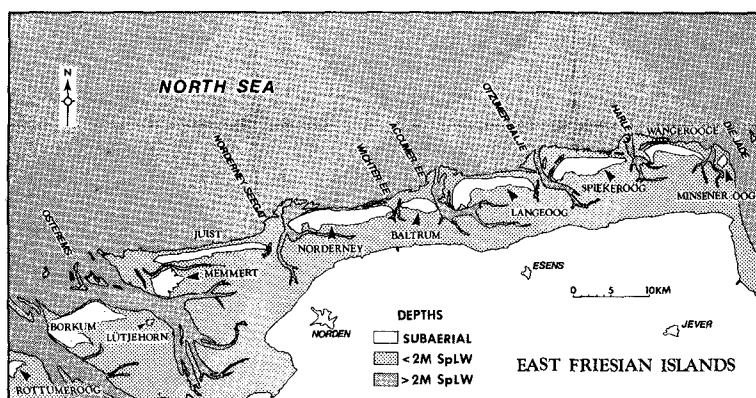 N
NORTH SEA
OSTEREMS
JUIST
NORDERNEY SEEGAT
WICHTER EE
ACCUMER EE
OTZUMER BALJE
HARLE
WANGEROOGE
DIE JADE
MINSENER OOG
SPIEKEROOG
LANGEOOG
BALTRUM
NORDERNEY
MEMMERT
BORKUM
LÜTJEHORN
ROTTUMEROOG
NORDEN
ESENS
JEVER
0 5 10KM
DEPTHS
SUBAERIAL
<2M SpLW
>2M SpLW
EAST FRIESIAN ISLANDS